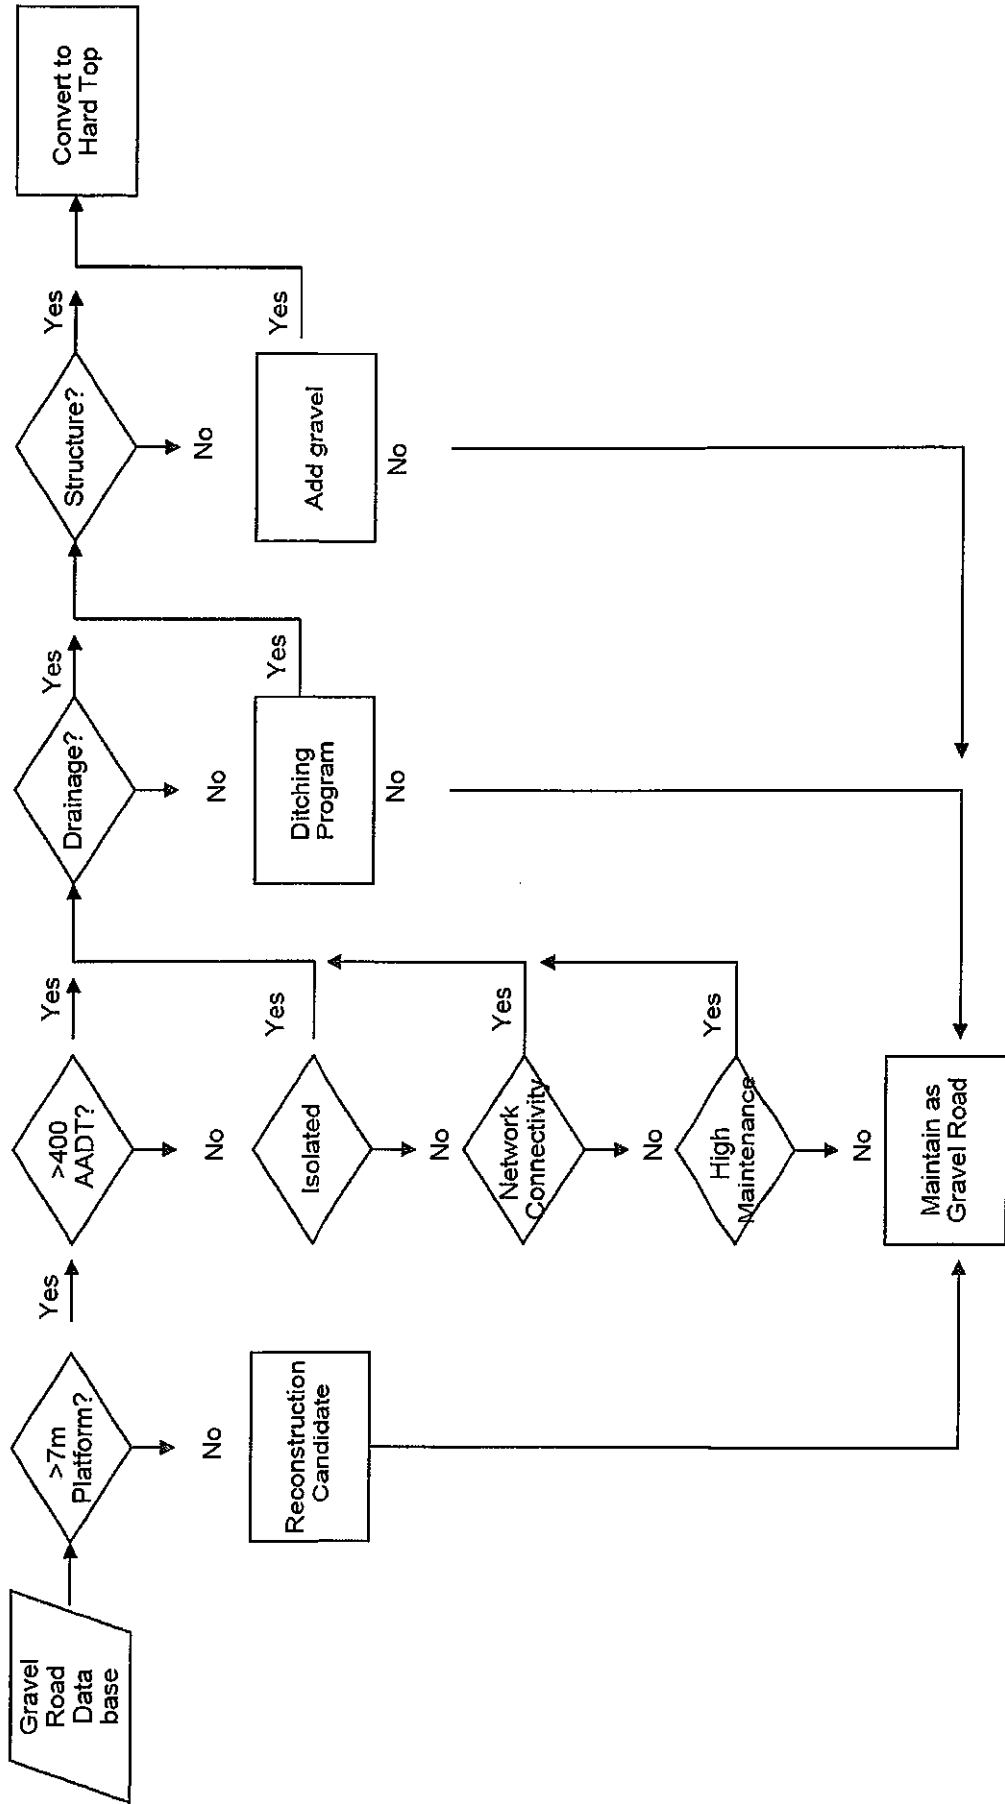 Gravel
Road
Data
base
>7m
Platform?
Yes
No
Reconstruction
Candidate
>400
AADT?
Yes
No
Isolated
Yes
No
Network
Connectivity
Yes
No
High
Maintenance
Yes
No
Maintain as
Gravel Road
Drainage?
Yes
No
Ditching
Program
Yes
No
Structure?
Yes
No
Add gravel
Yes
No
Convert to
Hard Top